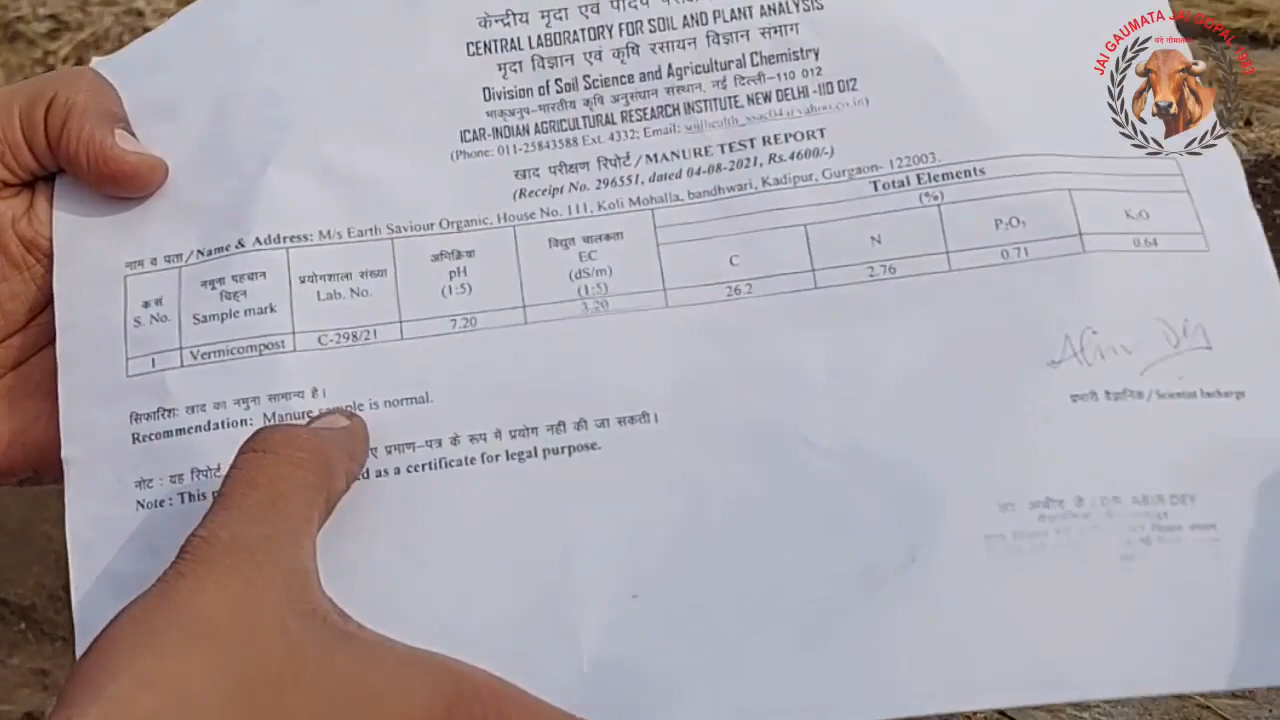 केन्द्रीय मृदा एवं पादप
CENTRAL LABORATORY FOR SOIL AND PLANT ANALYSIS
मृदा विज्ञान एवं कृषि रसायन विज्ञान संभाग
Division of Soil Science and Agricultural Chemistry
भाकृअनुप–भारतीय कृषि अनुसंधान संस्थान, नई दिल्ली–110 012
ICAR-INDIAN AGRICULTURAL RESEARCH INSTITUTE, NEW DELHI -110 012
(Phone: 011-25843588 Ext. 4332; Email:
खाद परीक्षण रिपोर्ट / MANURE TEST REPORT
(Receipt No. 296551, dated 04-08-2021, Rs.4600/-)
नाम व पता / Name & Address: M/s Earth Saviour Organic, House No. 111, Koli Mohalla, bandhwari, Kadipur, Gurgaon- 122003.
क्र सं
S. No.
नमूना पहचान
चिह्न
Sample mark
प्रयोगशाला संख्या
Lab. No.
अभिक्रिया
pH
(1:5)
विद्युत चालकता
EC
(dS/m)
(1:5)
Total Elements
(%)
C
N
P₂O₅
K₂O
1 Vermicompost C-298/21 7.20 3.20 26.2 2.76 0.71 0.64
सिफारिशः खाद का नमुना सामान्य है।
Recommendation: Manure sample is normal.
नोट : यह रिपोर्ट प्रमाण–पत्र के रूप में प्रयोग नहीं की जा सकती।
Note : This as a certificate for legal purpose.
प्रभारी वैज्ञानिक / Scientist Incharge
DR. ABIR DEY
JAI GAUMATA JAI GOPAL 1983